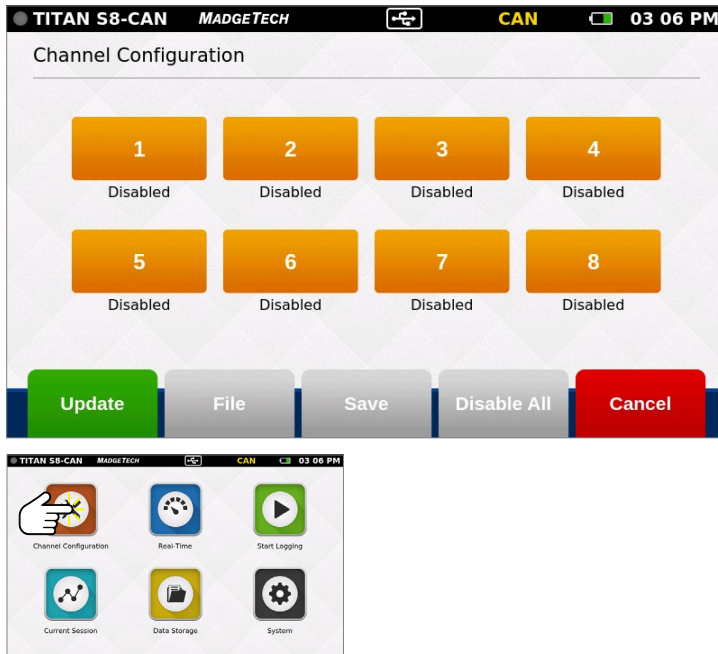 TITAN S8-CAN MADGETECH CAN 03 06 PM
Channel Configuration
1 2 3 4
Disabled Disabled Disabled Disabled
5 6 7 8
Disabled Disabled Disabled Disabled
Update File Save Disable All Cancel
TITAN S8-CAN MADGETECH CAN 03 06 PM
Channel Configuration Real-Time Start Logging
Current Session Data Storage System